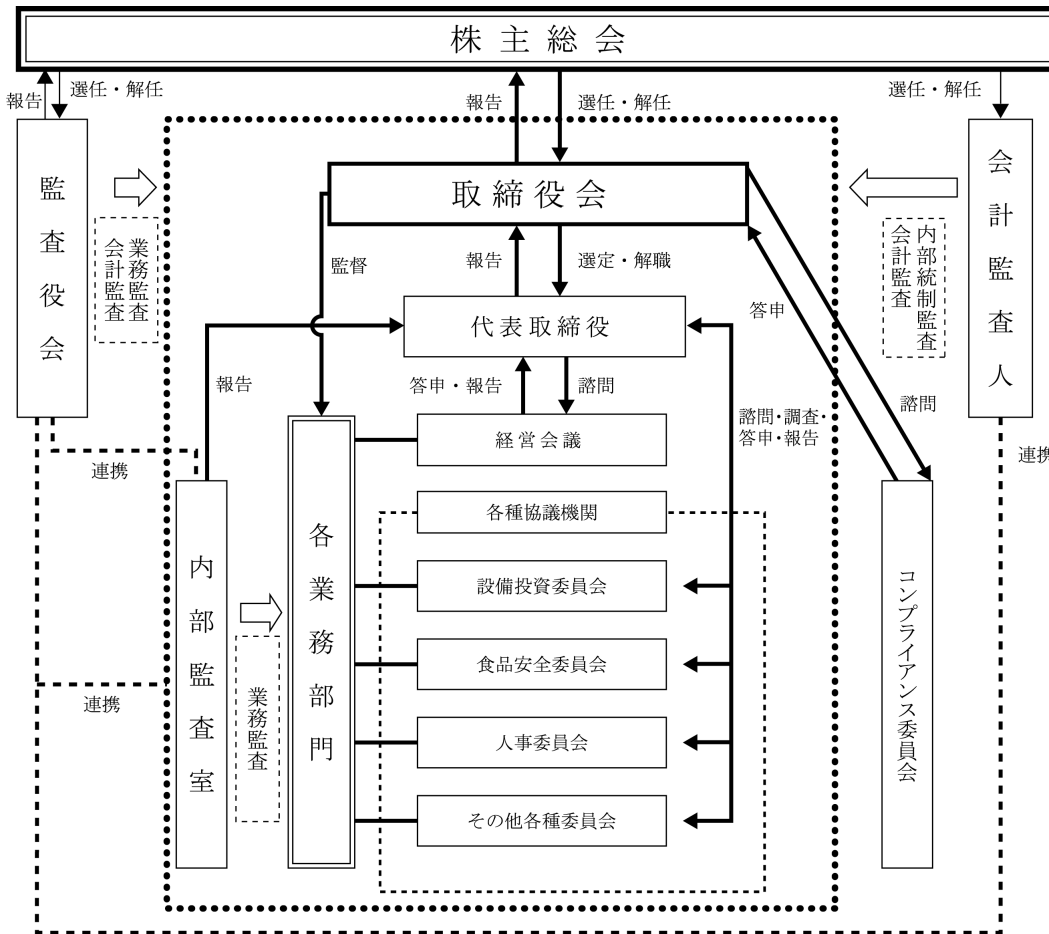 株主総会
報告
選任・解任
報告
選任・解任
選任・解任
監査役会
業務監査
会計監査
取締役会
会計監査人
内部統制監査
会計監査
監督
報告
選定・解職
答申
諮問
代表取締役
報告
答申・報告
諮問
諮問・調査・
答申・報告
経営会議
連携
連携
各種協議機関
内部監査室
業務監査
各業務部門
設備投資委員会
食品安全委員会
人事委員会
その他各種委員会
コンプライアンス委員会
連携